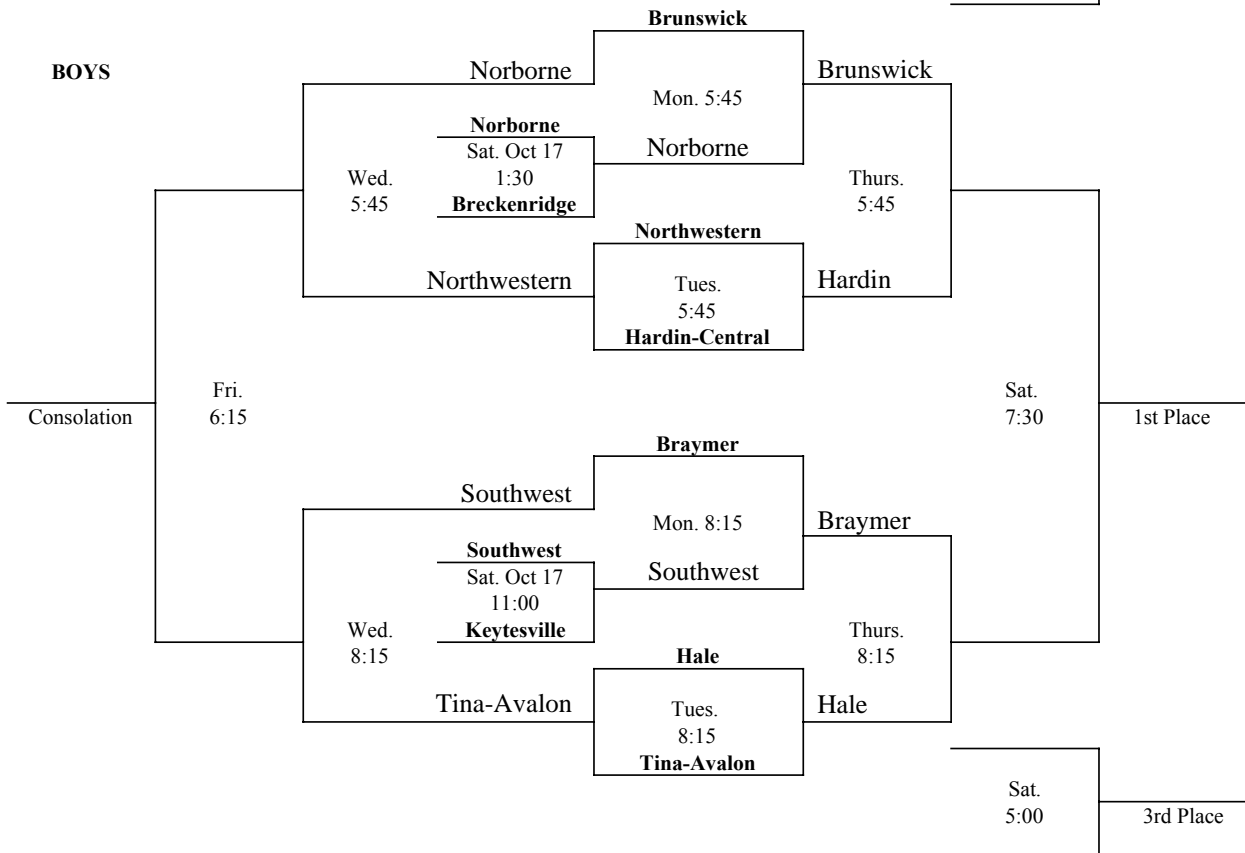 Brunswick
BOYS
Norborne
Brunswick
Mon. 5:45
Norborne
Sat. Oct 17
1:30
Breckenridge
Norborne
Wed.
5:45
Thurs.
5:45
Northwestern
Northwestern
Tues.
5:45
Hardin-Central
Hardin
Fri.
6:15
Consolation
Sat.
7:30
1st Place
Braymer
Southwest
Mon. 8:15
Braymer
Southwest
Sat. Oct 17
11:00
Keytesville
Southwest
Wed.
8:15
Thurs.
8:15
Hale
Tina-Avalon
Tues.
8:15
Tina-Avalon
Hale
Sat.
5:00
3rd Place